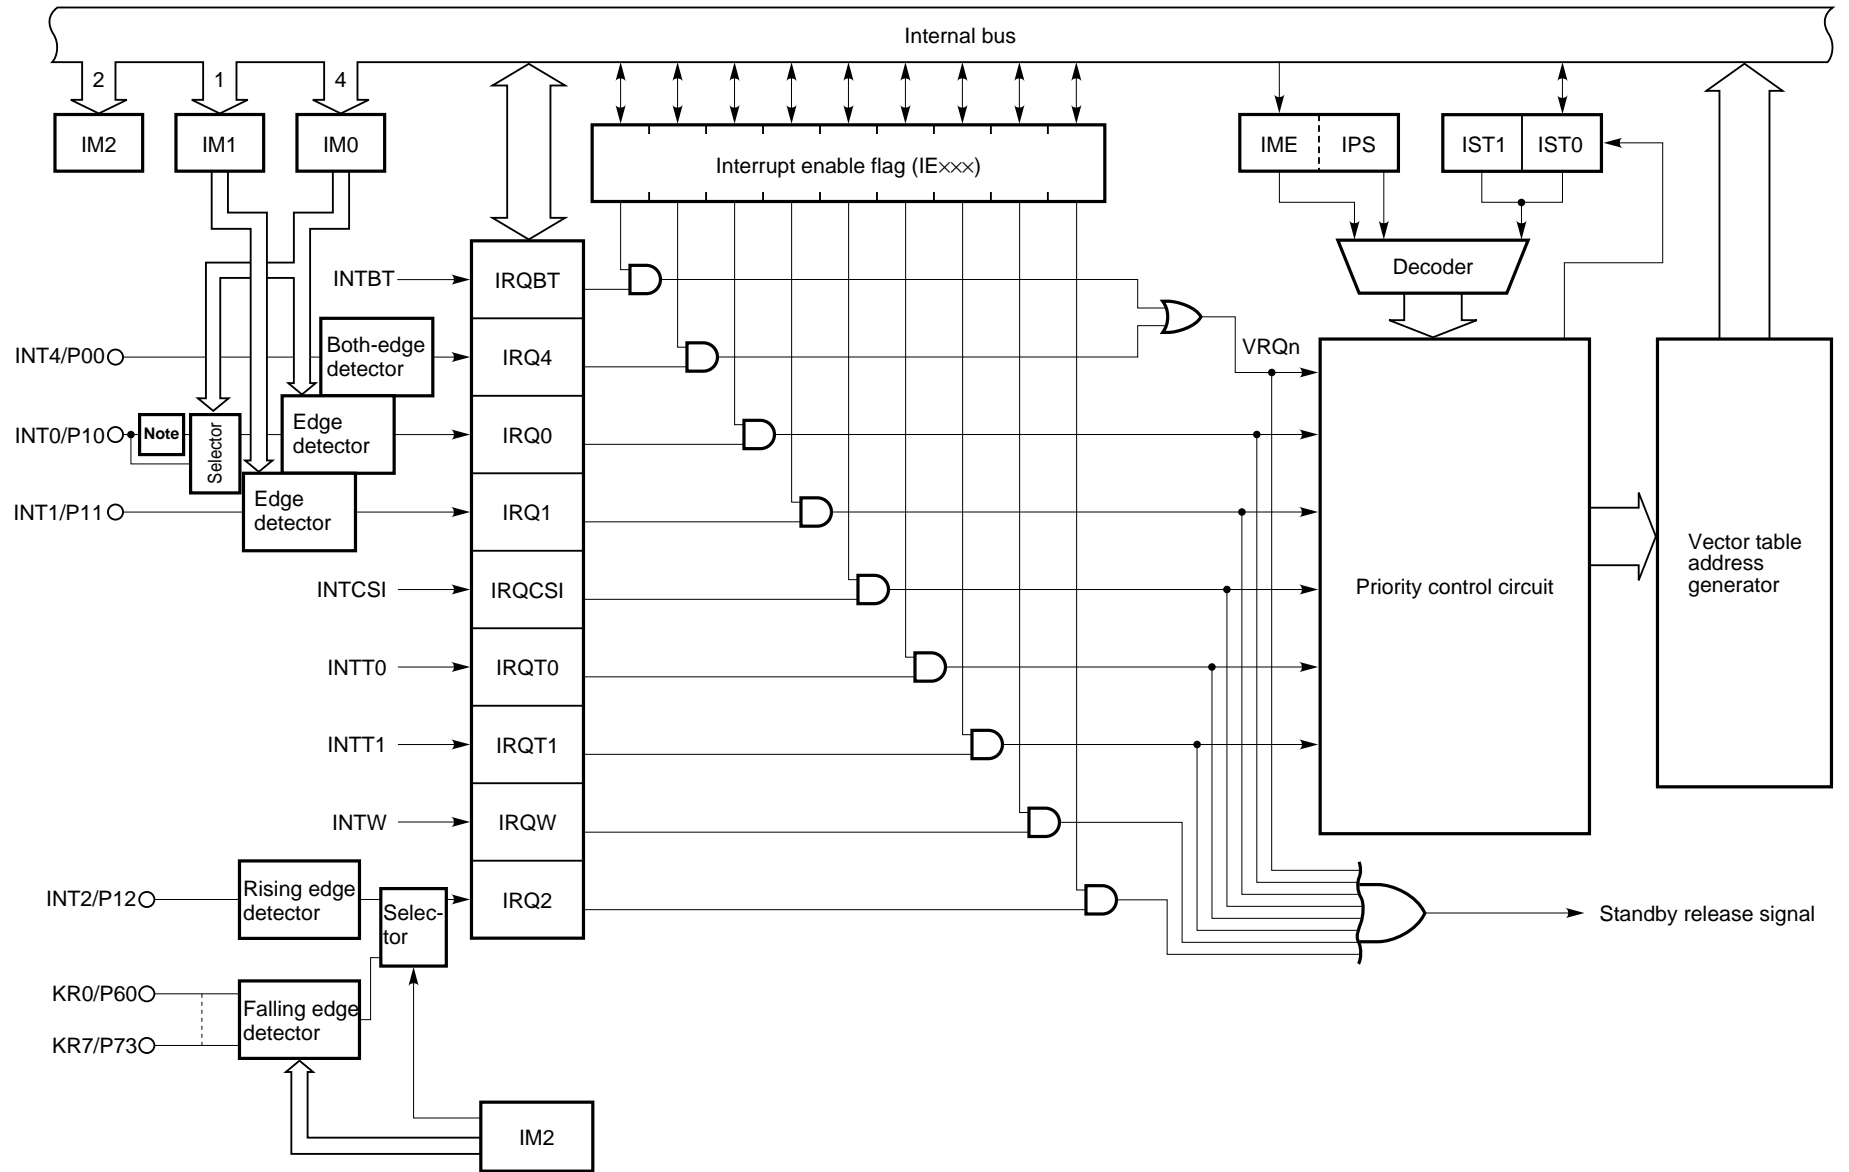 Internal bus
2
1
4
IM2
IM1
IM0
Interrupt enable flag (IE×××)
IME
IPS
IST1
IST0
Decoder
INTBT
IRQBT
INT4/P00
Both-edge
detector
IRQ4
VRQn
INT0/P10
Note
Selector
Edge
detector
IRQ0
INT1/P11
Edge
detector
IRQ1
INTCSI
IRQCSI
Priority control circuit
Vector table
address
generator
INTT0
IRQT0
INTT1
IRQT1
INTW
IRQW
INT2/P12
Rising edge
detector
Selec-
tor
IRQ2
Standby release signal
KR0/P60
Falling edge
detector
KR7/P73
IM2